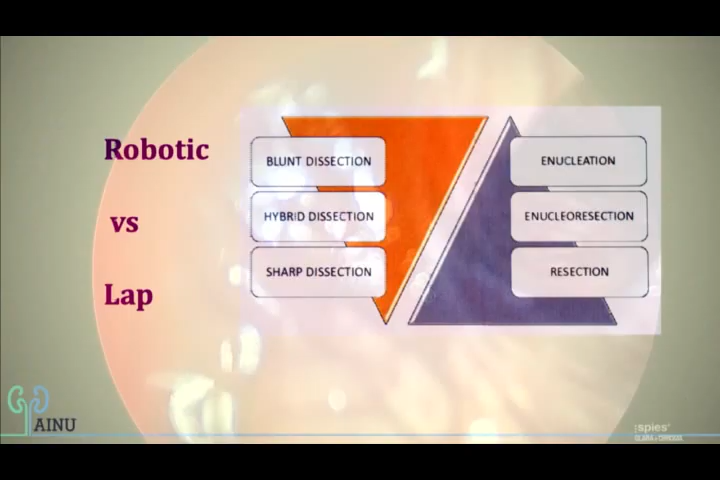 Robotic
vs
Lap
BLUNT DISSECTION
HYBRID DISSECTION
SHARP DISSECTION
ENUCLEATION
ENUCLEORESECTION
RESECTION
AINU
spies